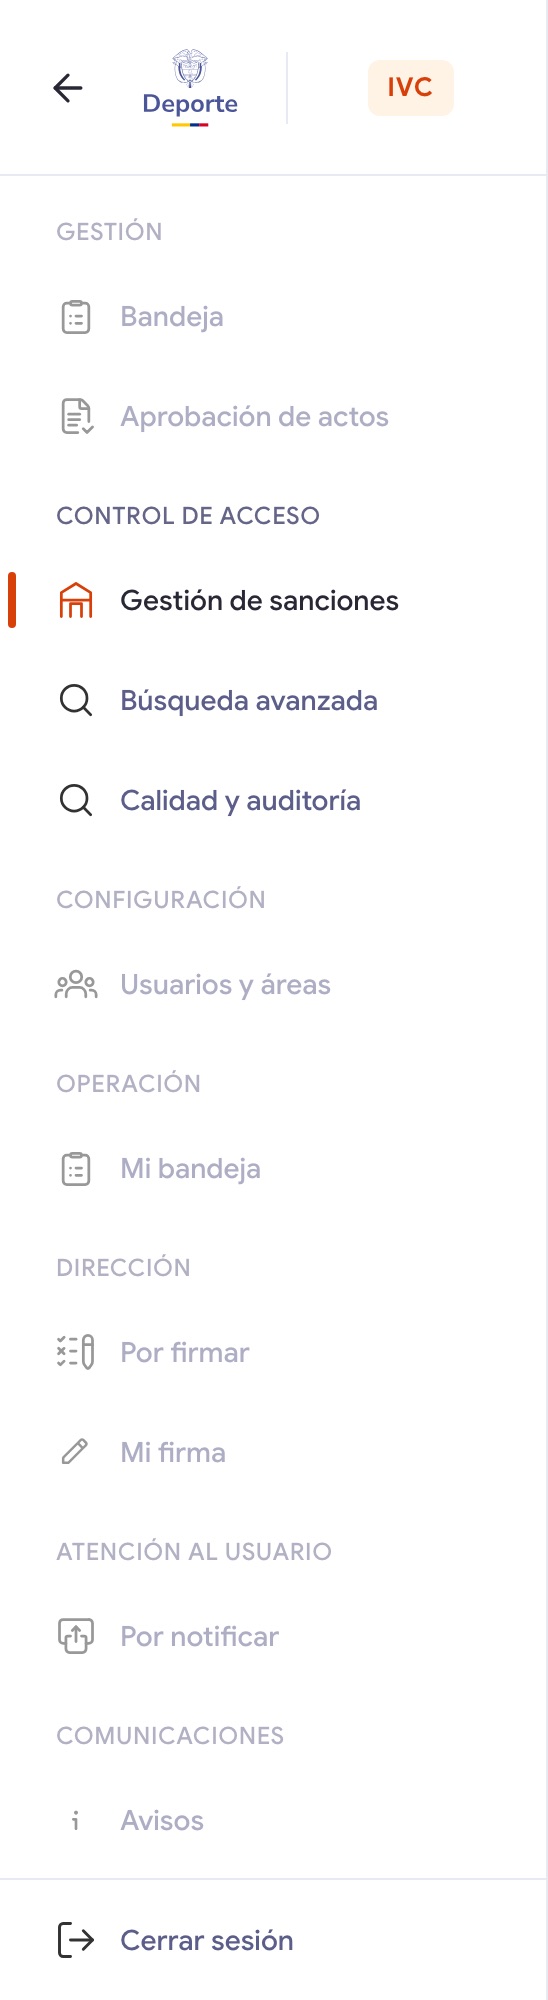 Deporte
IVC
GESTIÓN
Bandeja
Aprobación de actos
CONTROL DE ACCESO
Gestión de sanciones
Búsqueda avanzada
Calidad y auditoría
CONFIGURACIÓN
Usuarios y áreas
OPERACIÓN
Mi bandeja
DIRECCIÓN
Por firmar
Mi firma
ATENCIÓN AL USUARIO
Por notificar
COMUNICACIONES
Avisos
Cerrar sesión